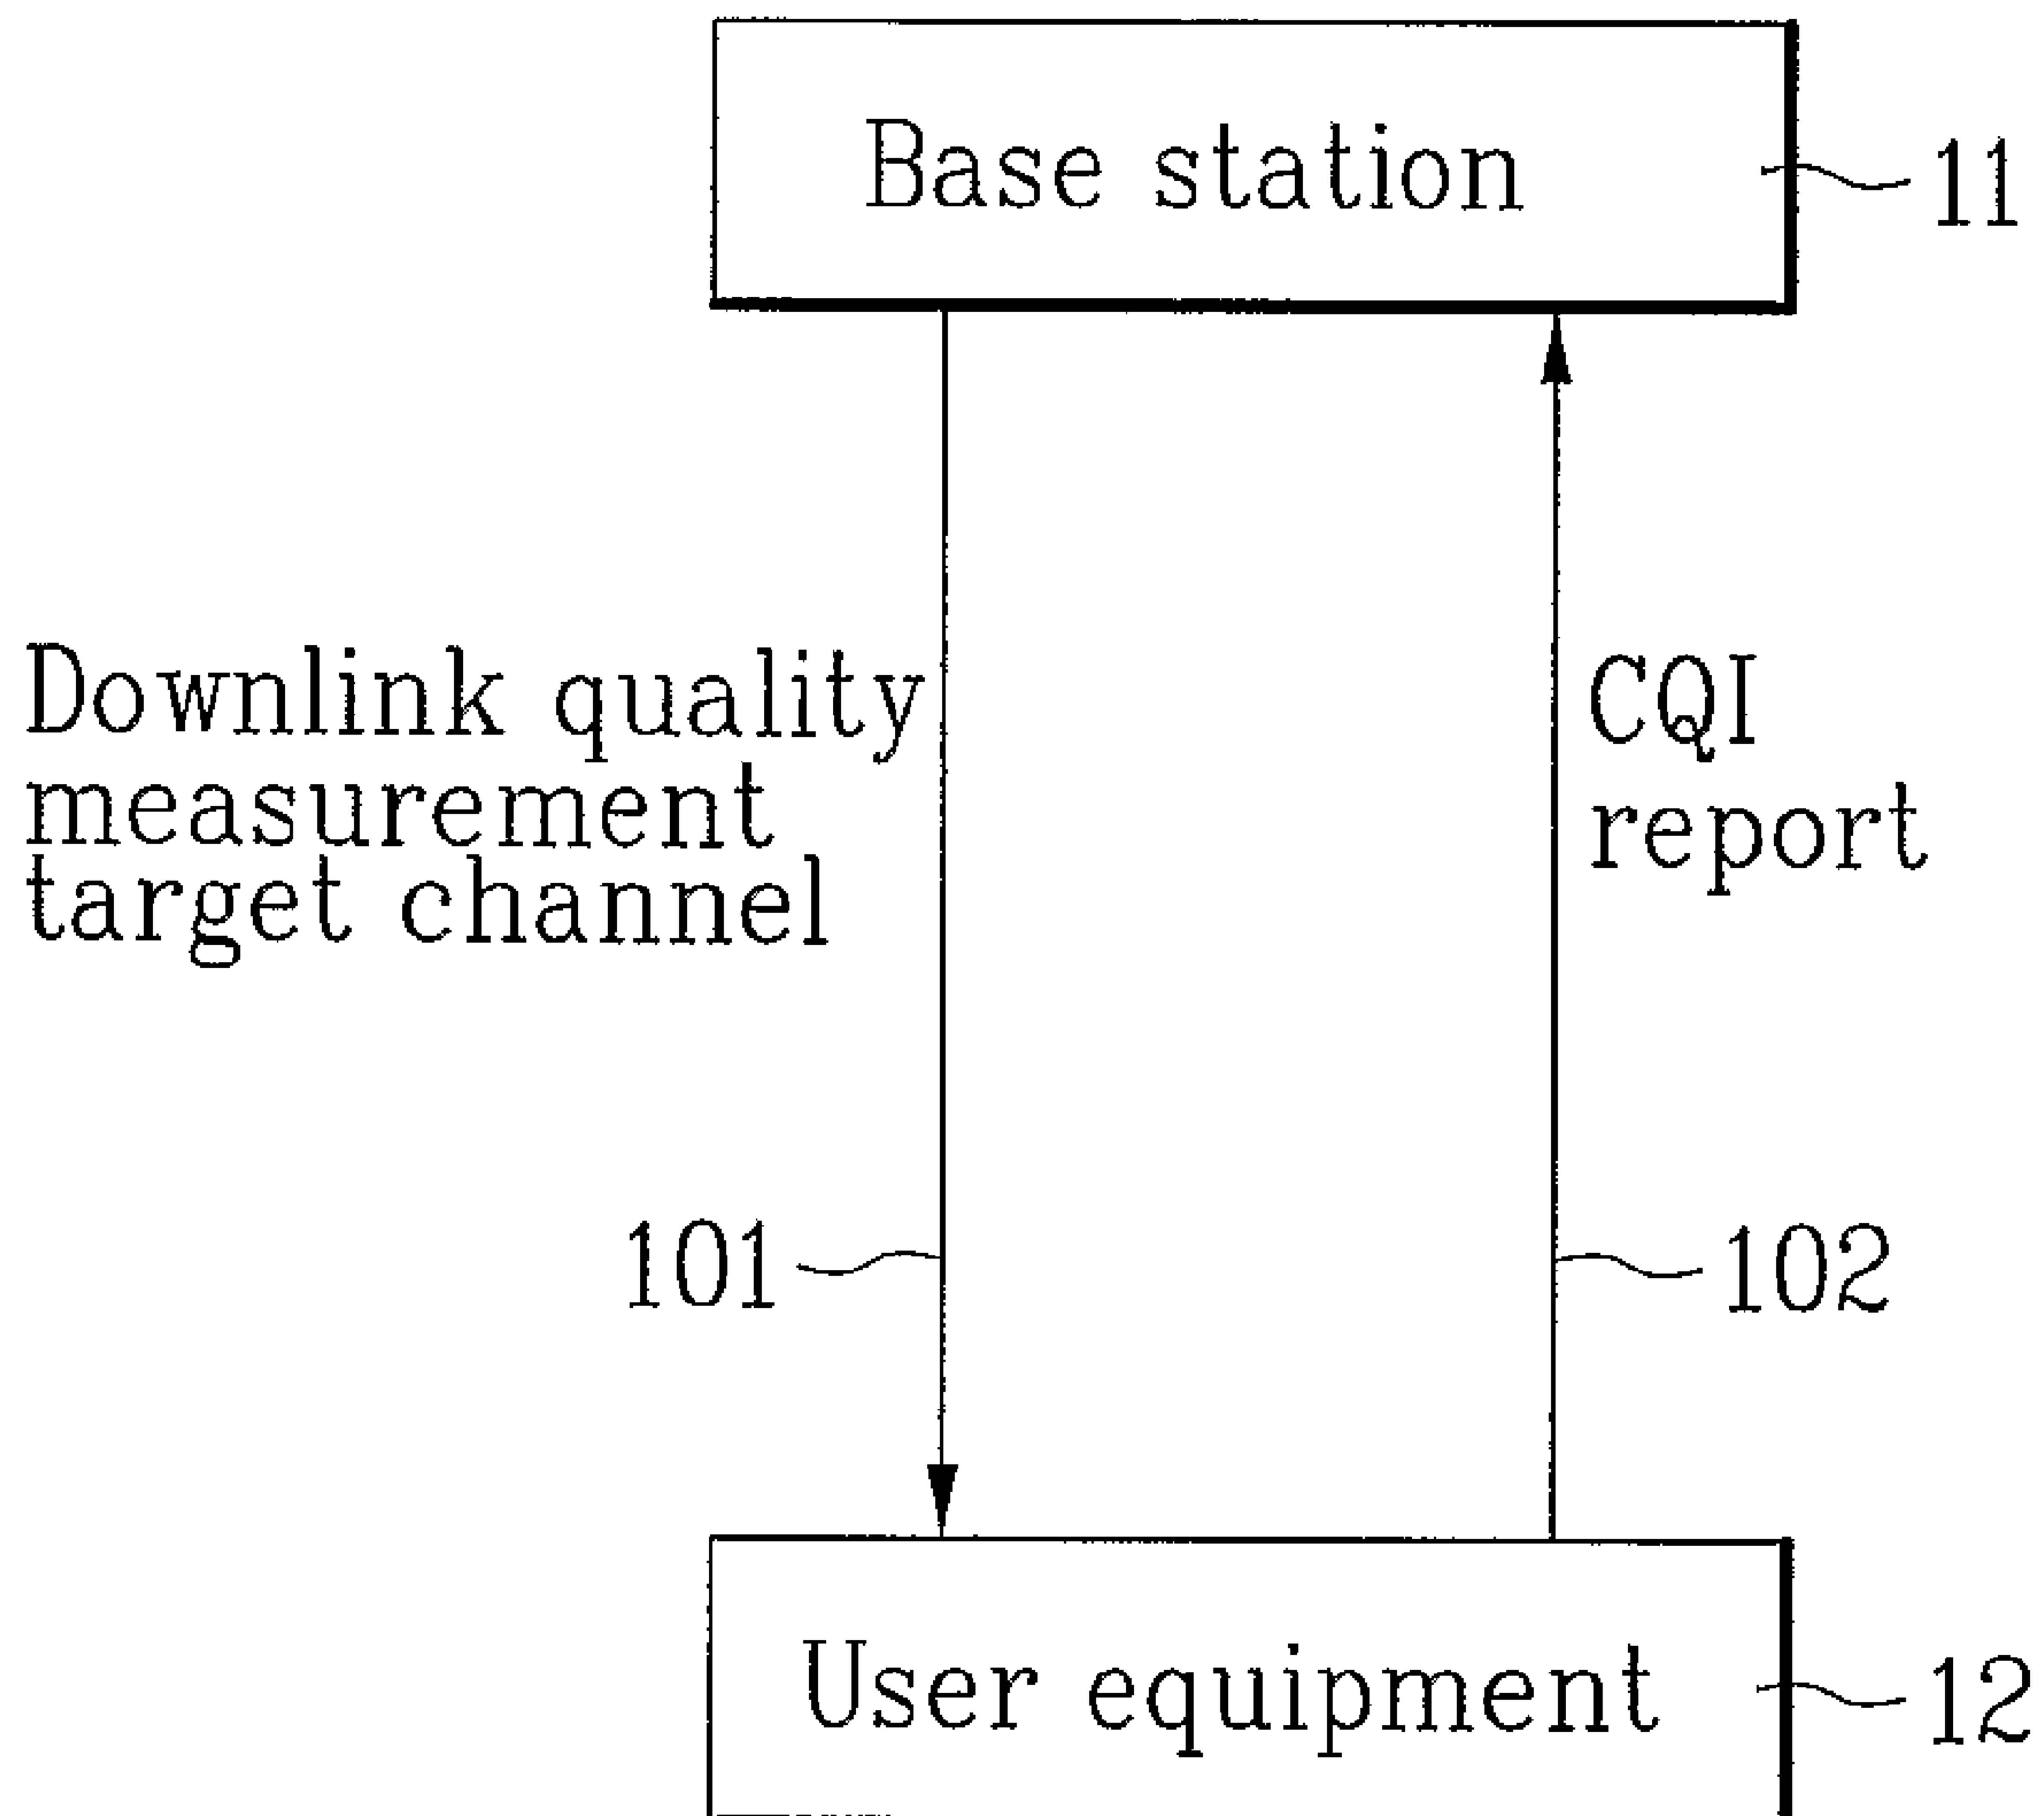 Base station
11
Downlink quality
measurement
target channel
CQI
report
101
102
User equipment
12